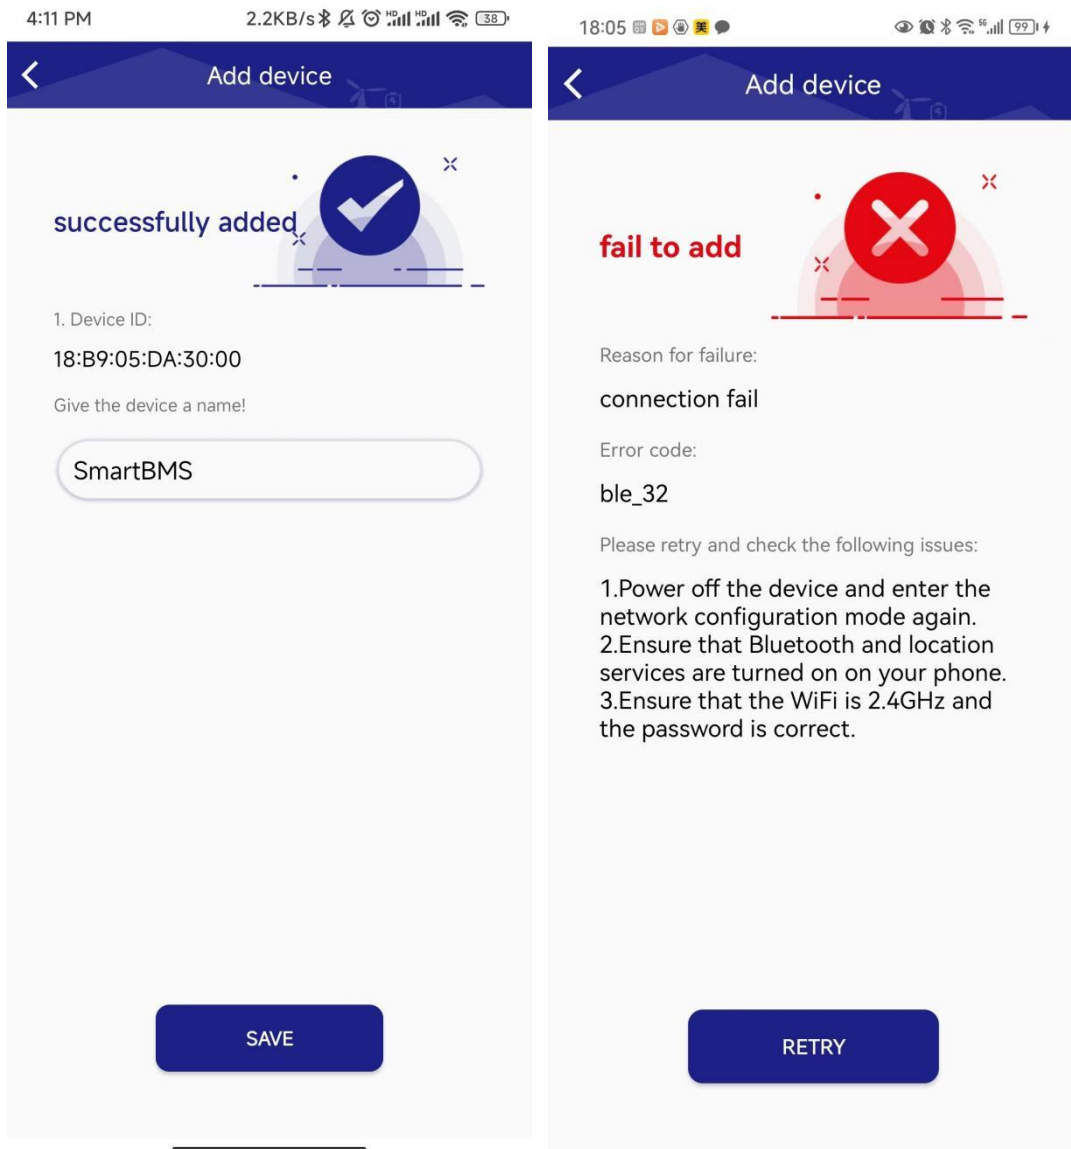 4:11 PM
2.2KB/s
HD
HD
38
Add device
successfully added
1. Device ID:
18:B9:05:DA:30:00
Give the device a name!
SmartBMS
SAVE
18:05
美
5G
99
Add device
fail to add
Reason for failure:
connection fail
Error code:
ble_32
Please retry and check the following issues:
1.Power off the device and enter the
network configuration mode again.
2.Ensure that Bluetooth and location
services are turned on on your phone.
3.Ensure that the WiFi is 2.4GHz and
the password is correct.
RETRY